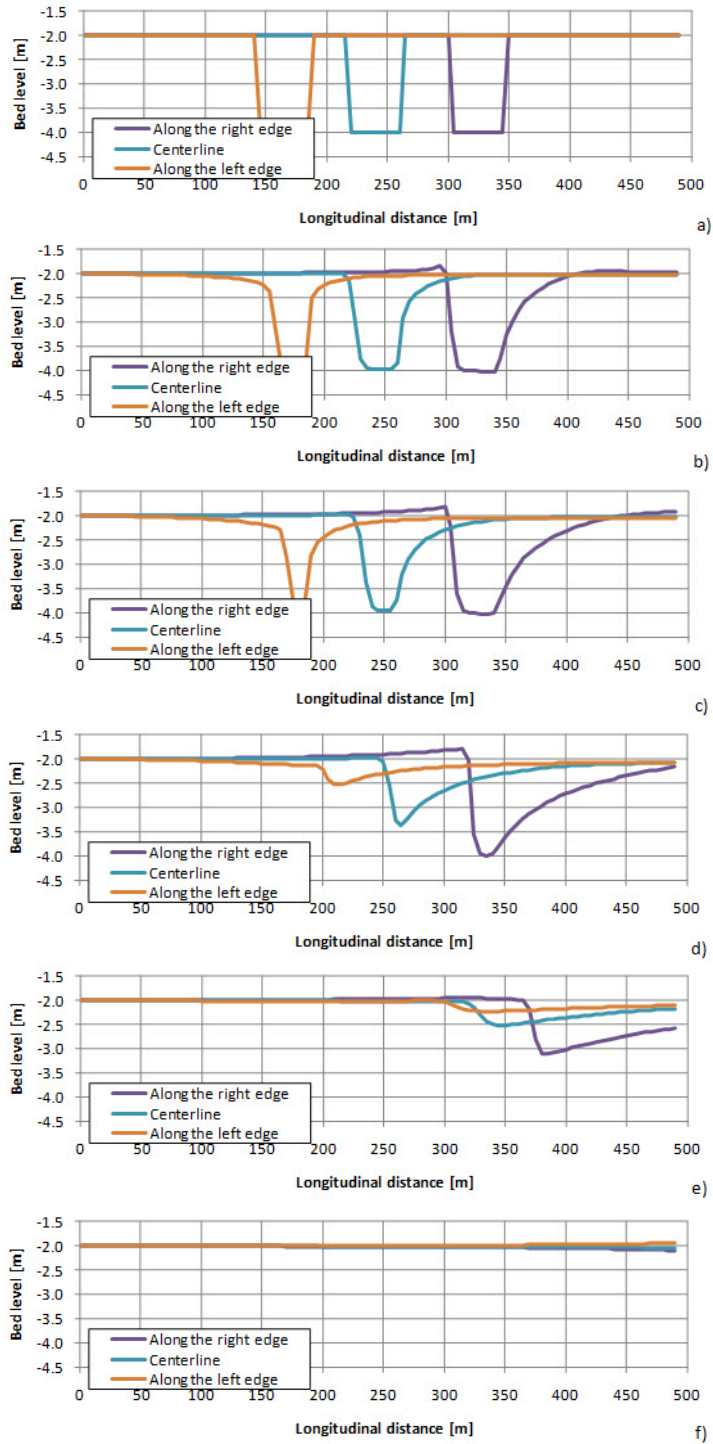 -1.5
-2.0
-2.5
-3.0
-3.5
-4.0
-4.5
Bed level [m]
Along the right edge
Centerline
Along the left edge
0 50 100 150 200 250 300 350 400 450 500
Longitudinal distance [m]
a)
-1.5
-2.0
-2.5
-3.0
-3.5
-4.0
-4.5
Bed level [m]
Along the right edge
Centerline
Along the left edge
0 50 100 150 200 250 300 350 400 450 500
Longitudinal distance [m]
b)
-1.5
-2.0
-2.5
-3.0
-3.5
-4.0
-4.5
Bed level [m]
Along the right edge
Centerline
Along the left edge
0 50 100 150 200 250 300 350 400 450 500
Longitudinal distance [m]
c)
-1.5
-2.0
-2.5
-3.0
-3.5
-4.0
-4.5
Bed level [m]
Along the right edge
Centerline
Along the left edge
0 50 100 150 200 250 300 350 400 450 500
Longitudinal distance [m]
d)
-1.5
-2.0
-2.5
-3.0
-3.5
-4.0
-4.5
Bed level [m]
Along the right edge
Centerline
Along the left edge
0 50 100 150 200 250 300 350 400 450 500
Longitudinal distance [m]
e)
-1.5
-2.0
-2.5
-3.0
-3.5
-4.0
-4.5
Bed level [m]
Along the right edge
Centerline
Along the left edge
0 50 100 150 200 250 300 350 400 450 500
Longitudinal distance [m]
f)